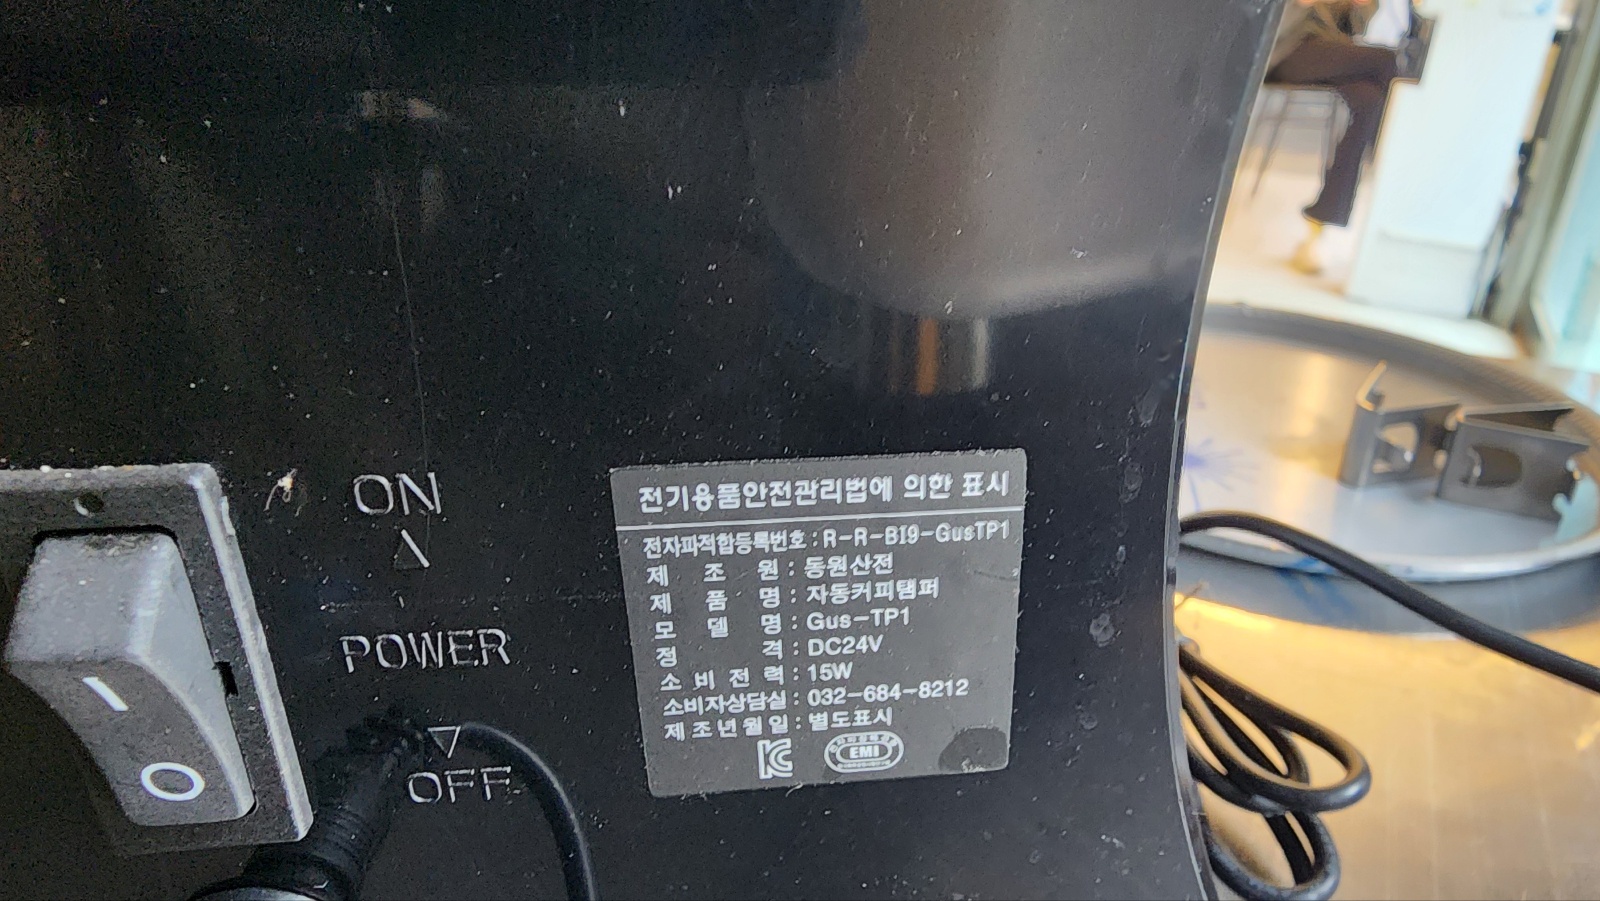 ON
POWER
OFF
전기용품안전관리법에 의한 표시
전자파적합등록번호 : R-R-BI9-GusTP1
제 조 원 : 동원산전
제 품 명 : 자동커피탬퍼
모 델 명 : Gus-TP1
정 격 : DC24V
소 비 전 력 : 15W
소비자상담실 : 032-684-8212
제 조 년 월 일 : 별도표시
EMI